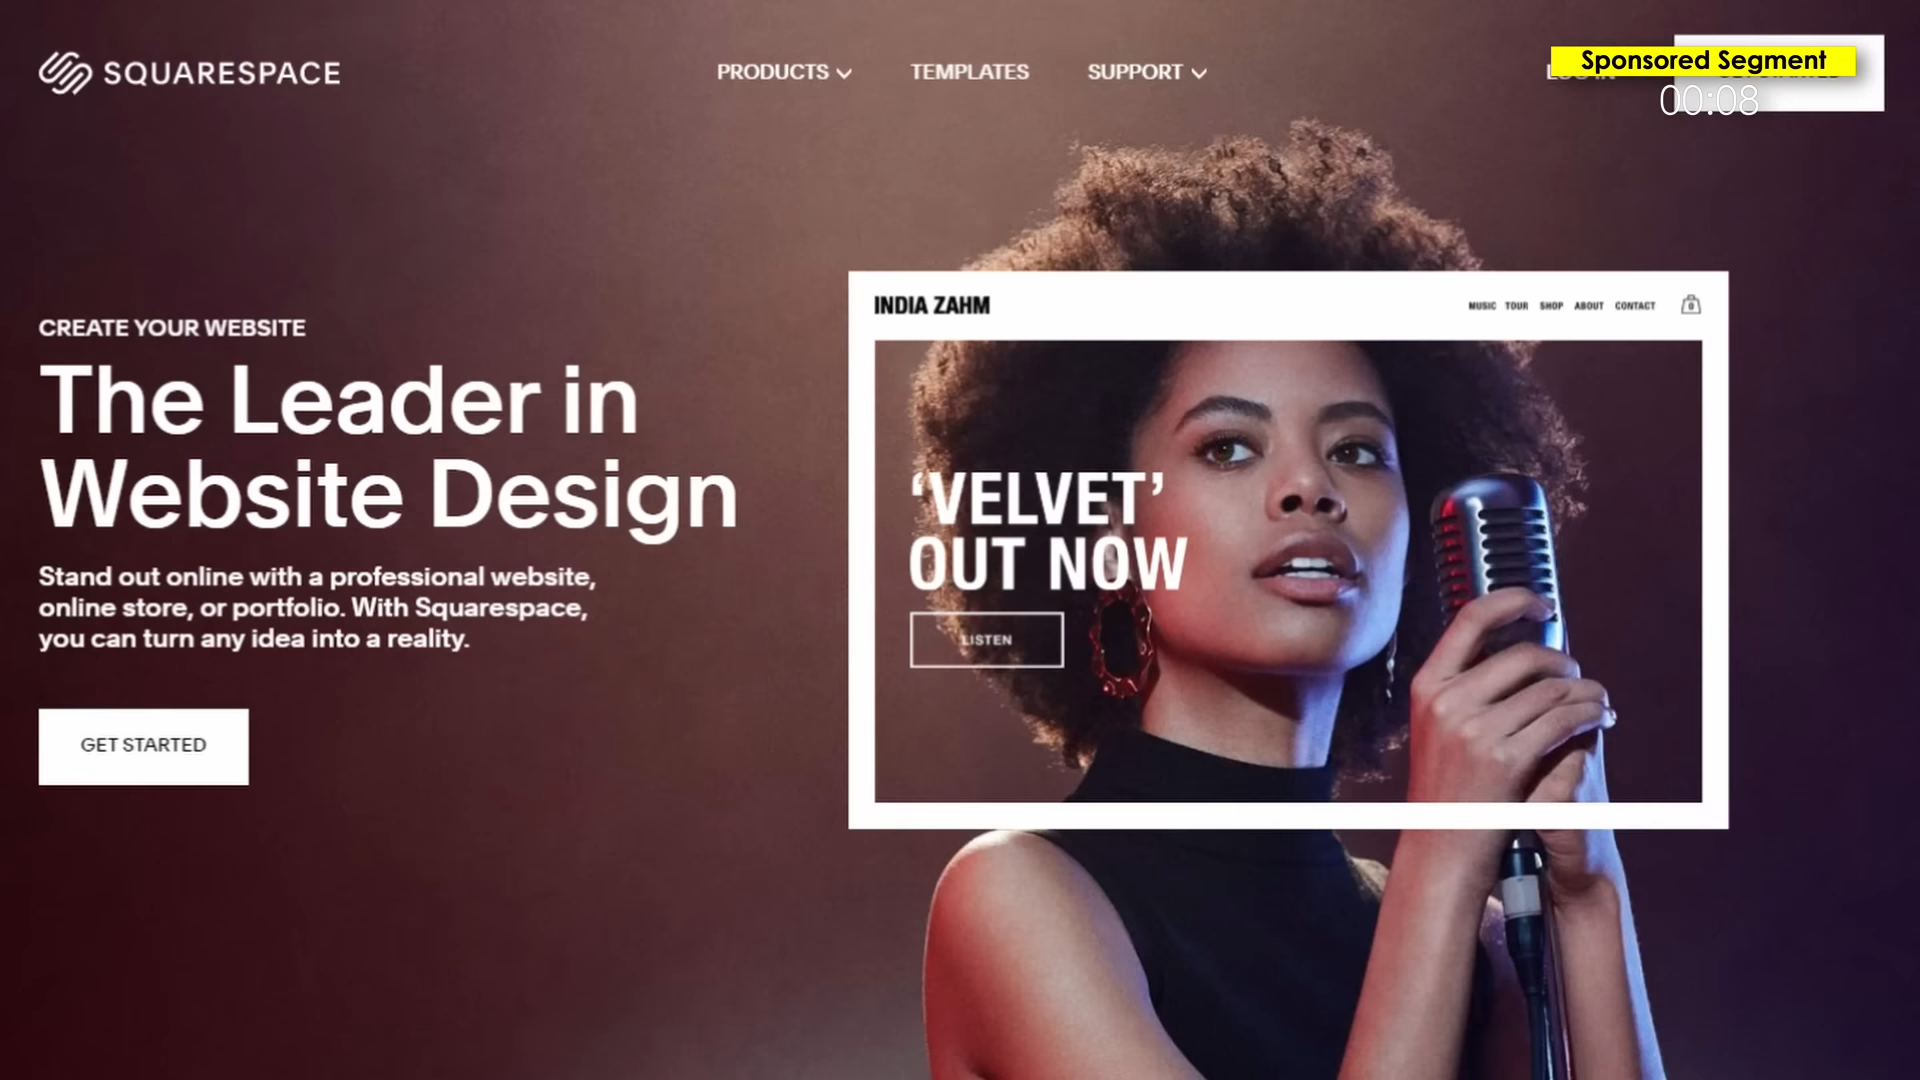 SQUARESPACE
PRODUCTS
TEMPLATES
SUPPORT
Sponsored Segment
00:08
CREATE YOUR WEBSITE
The Leader in
Website Design
Stand out online with a professional website,
online store, or portfolio. With Squarespace,
you can turn any idea into a reality.
GET STARTED
INDIA ZAHM
MUSIC TOUR SHOP ABOUT CONTACT
0
'VELVET'
OUT NOW
LISTEN